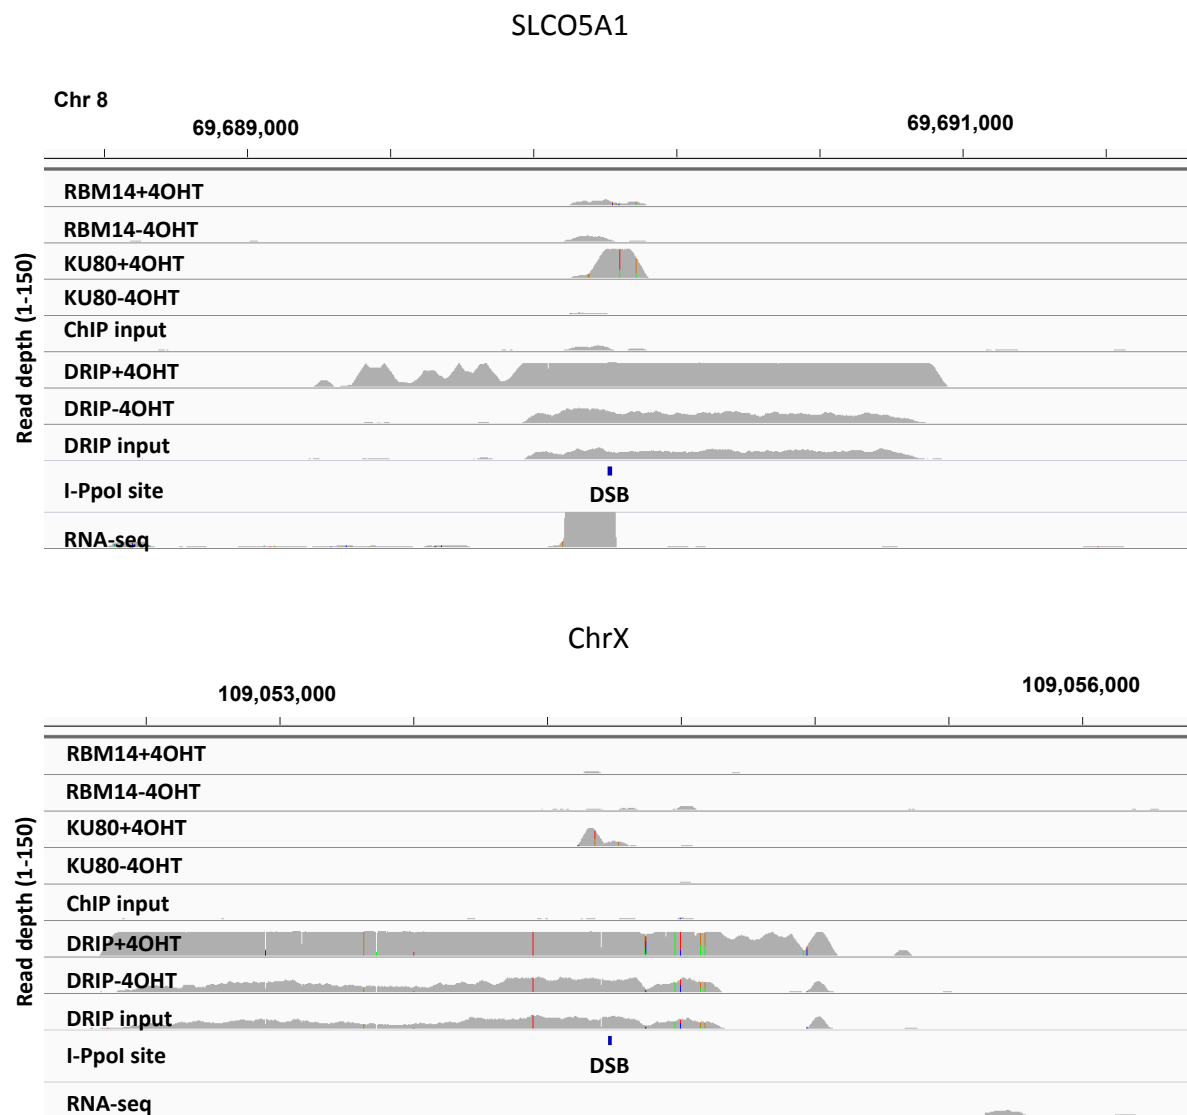 SLCO5A1
Chr 8
69,689,000
69,691,000
Read depth (1-150)
RBM14+4OHT
RBM14-4OHT
KU80+4OHT
KU80-4OHT
ChIP input
DRIP+4OHT
DRIP-4OHT
DRIP input
I-PpoI site
DSB
RNA-seq
ChrX
109,053,000
109,056,000
Read depth (1-150)
RBM14+4OHT
RBM14-4OHT
KU80+4OHT
KU80-4OHT
ChIP input
DRIP+4OHT
DRIP-4OHT
DRIP input
I-PpoI site
DSB
RNA-seq